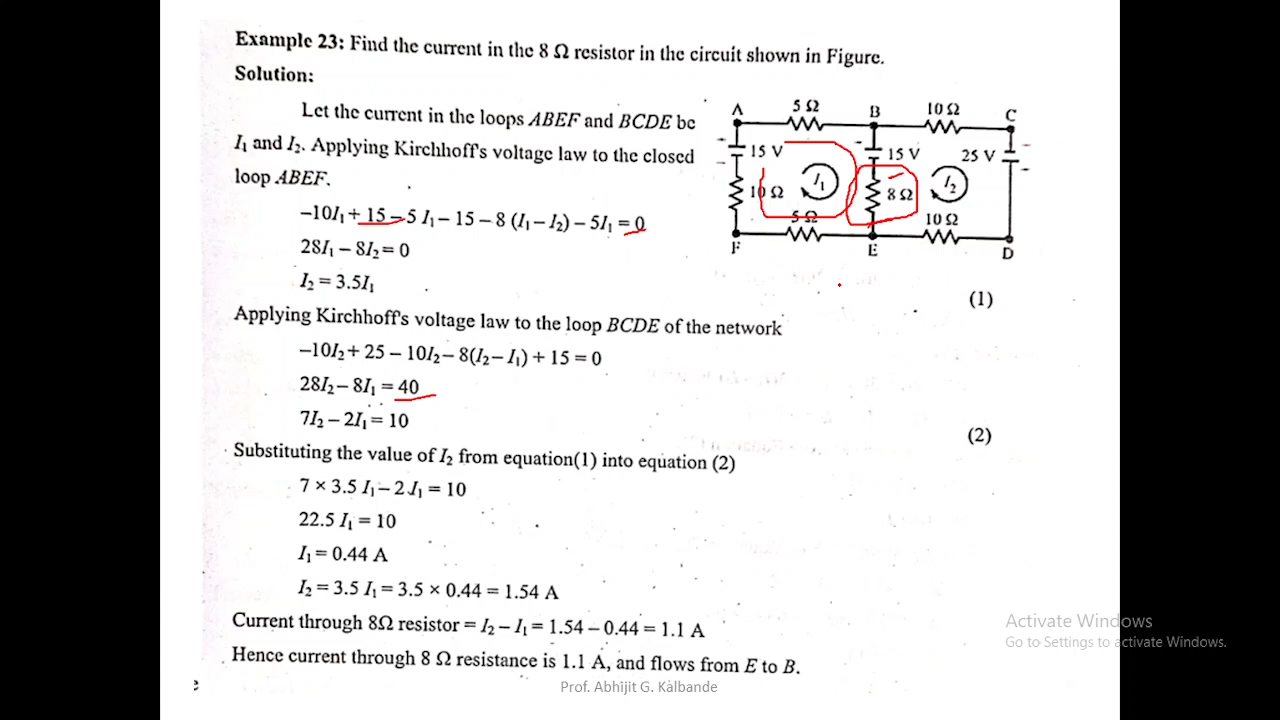 Example 23: Find the current in the 8 Ω resistor in the circuit shown in Figure.
Solution:
Let the current in the loops ABEF and BCDE be
I₁ and I₂. Applying Kirchhoff's voltage law to the closed
loop ABEF.
−10I₁ + 15 − 5 I₁ − 15 − 8 (I₁ − I₂) − 5I₁ = 0
28I₁ − 8I₂ = 0
I₂ = 3.5I₁
(1)
A
5 Ω
B
10 Ω
C
15 V
15 V
25 V
10 Ω
I₁
8 Ω
I₂
5 Ω
10 Ω
F
E
D
Applying Kirchhoff's voltage law to the loop BCDE of the network
−10I₂ + 25 − 10I₂ − 8(I₂ − I₁) + 15 = 0
28I₂ − 8I₁ = 40
7I₂ − 2I₁ = 10
(2)
Substituting the value of I₂ from equation(1) into equation (2)
7 × 3.5 I₁ − 2 I₁ = 10
22.5 I₁ = 10
I₁ = 0.44 A
I₂ = 3.5 I₁ = 3.5 × 0.44 = 1.54 A
Current through 8Ω resistor = I₂ − I₁ = 1.54 − 0.44 = 1.1 A
Hence current through 8 Ω resistance is 1.1 A, and flows from E to B.
Prof. Abhijit G. Kalbande
Activate Windows
Go to Settings to activate Windows.